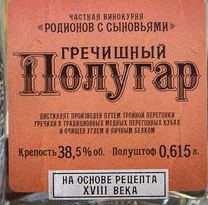 ЧАСТНАЯ ВИНОКУРНЯ
«РОДИОНОВ С СЫНОВЬЯМИ»
ГРЕЧИШНЫЙ
Полугар
ДИСТИЛЛЯТ ПРОИЗВЕДЕН ПУТЕМ ТРОЙНОЙ ПЕРЕГОНКИ
ГРЕЧИХИ В ТРАДИЦИОННЫХ МЕДНЫХ ПЕРЕГОННЫХ КУБАХ
И ОЧИЩЕН УГЛЕМ И ЯИЧНЫМ БЕЛКОМ
Крепость 38,5% об. Полуштоф 0,615 л.
НА ОСНОВЕ РЕЦЕПТА
XVIII ВЕКА